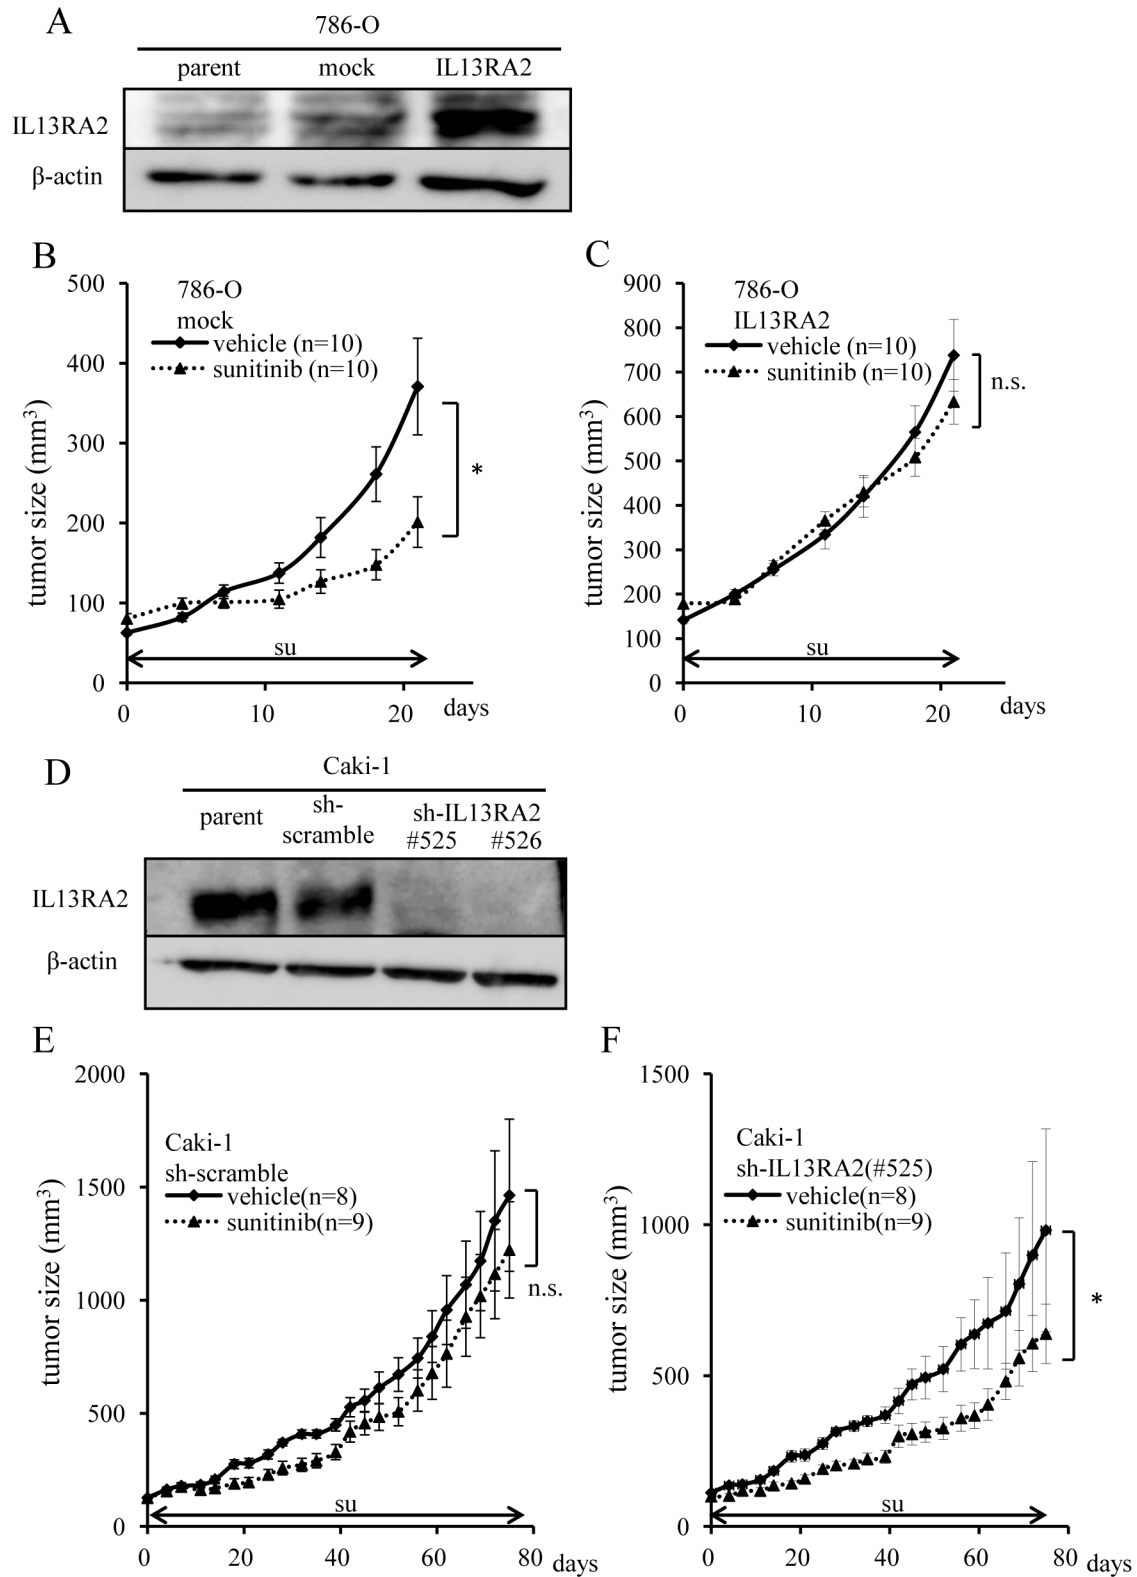 A
786-O
parent mock IL13RA2
IL13RA2
β-actin
B
500
400
300
200
100
0
tumor size (mm³)
786-O
mock
vehicle (n=10)
sunitinib (n=10)
*
su
0 10 20 days
C
900
800
700
600
500
400
300
200
100
0
tumor size (mm³)
786-O
IL13RA2
vehicle (n=10)
sunitinib (n=10)
n.s.
su
0 10 20 days
D
Caki-1
parent
sh-
scramble
sh-IL13RA2
#525 #526
IL13RA2
β-actin
E
2000
1500
1000
500
0
tumor size (mm³)
Caki-1
sh-scramble
vehicle(n=8)
sunitinib(n=9)
n.s.
su
0 20 40 60 80 days
F
1500
1000
500
0
tumor size (mm³)
Caki-1
sh-IL13RA2(#525)
vehicle(n=8)
sunitinib(n=9)
*
su
0 20 40 60 80 days